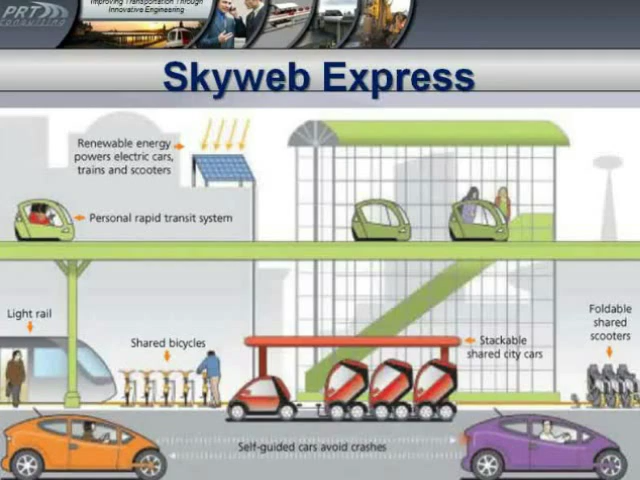 PRT
consulting
Improving Transportation Through
Innovative Engineering
Skyweb Express
Renewable energy
powers electric cars,
trains and scooters
Personal rapid transit system
Light rail
Shared bicycles
Stackable
shared city cars
Foldable
shared
scooters
Self-guided cars avoid crashes